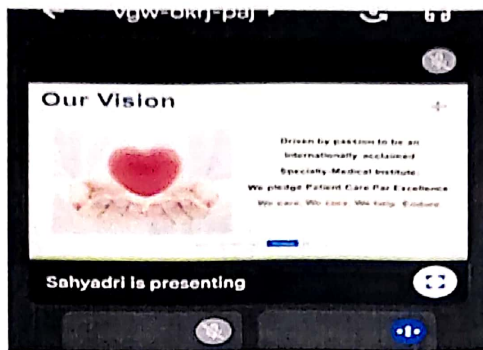 Our Vision
Driven by passion to be an
Internationally acclaimed
Specialty Medical Institute.
We pledge Patient Care Par Excellence
We care, We
Sahyadri is presenting